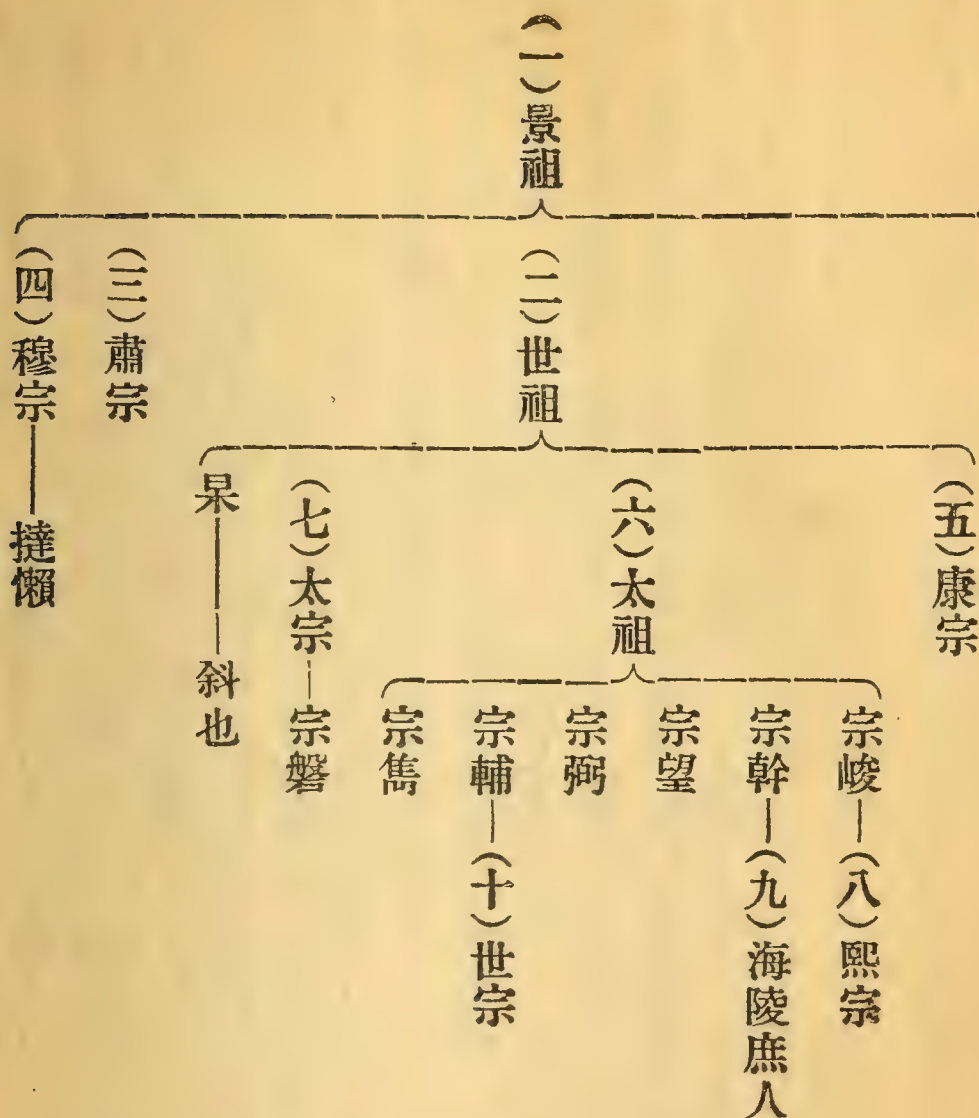 （一）景祖
（五）康宗
（二）世祖
（六）太祖
宗峻—（八）熙宗
宗幹—（九）海陵庶人
宗望
宗弼
宗輔—（十）世宗
宗雋
（七）太宗—宗磐
杲——斜也
（三）肅宗
（四）穆宗——撻懶